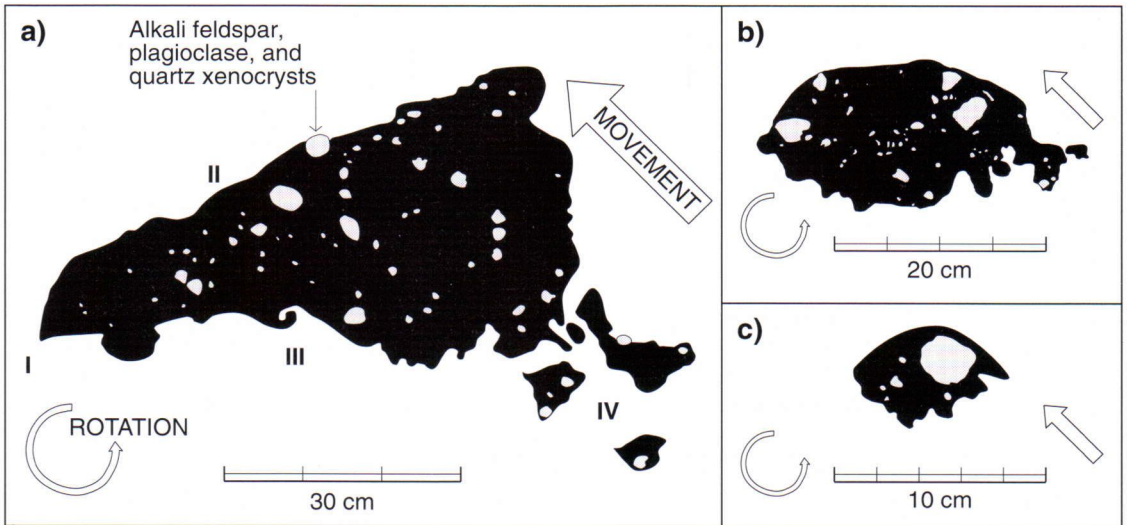 a)
Alkali feldspar,
plagioclase, and
quartz xenocrysts
MOVEMENT
II
I
III
IV
ROTATION
30 cm
b)
20 cm
c)
10 cm